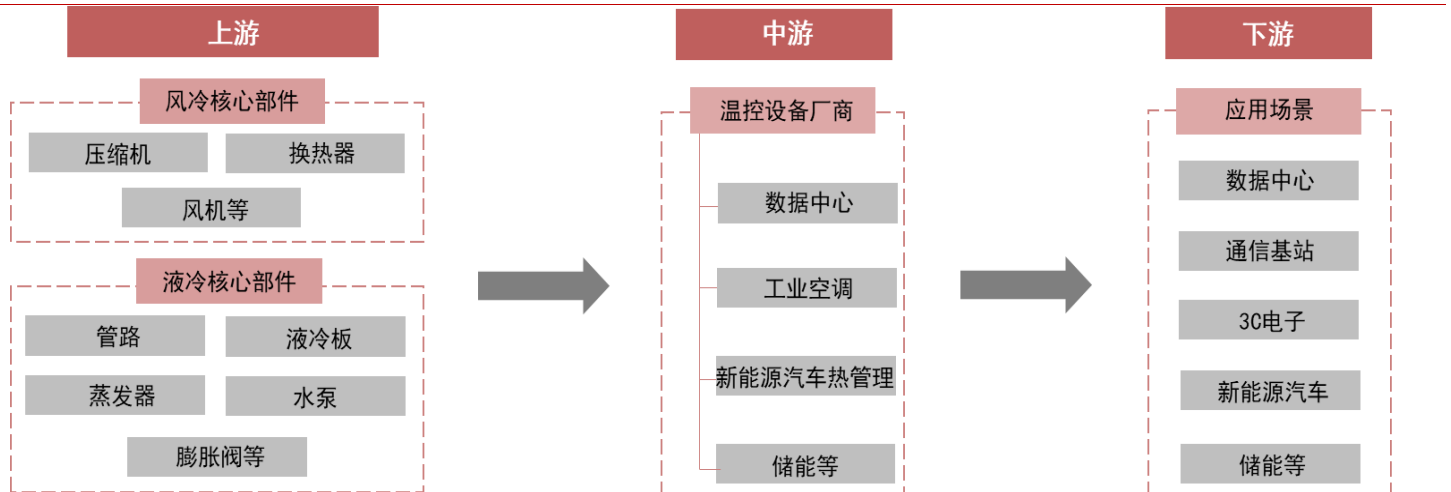 上游
风冷核心部件
压缩机
换热器
风机等
液冷核心部件
管路
液冷板
蒸发器
水泵
膨胀阀等
中游
温控设备厂商
数据中心
工业空调
新能源汽车热管理
储能等
下游
应用场景
数据中心
通信基站
3C电子
新能源汽车
储能等